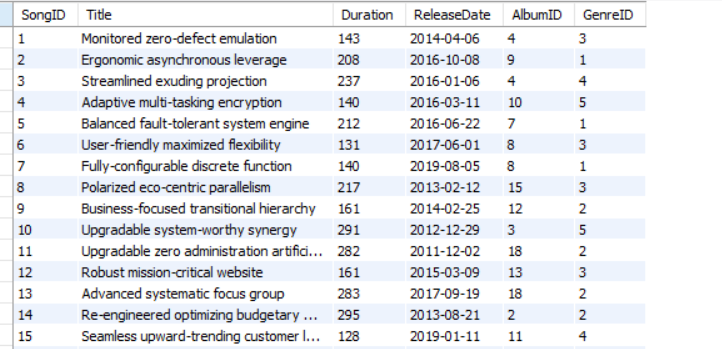 SongID Title Duration ReleaseDate AlbumID GenreID
1 Monitored zero-defect emulation 143 2014-04-06 4 3
2 Ergonomic asynchronous leverage 208 2016-10-08 9 1
3 Streamlined exuding projection 237 2016-01-06 4 4
4 Adaptive multi-tasking encryption 140 2016-03-11 10 5
5 Balanced fault-tolerant system engine 212 2016-06-22 7 1
6 User-friendly maximized flexibility 131 2017-06-01 8 3
7 Fully-configurable discrete function 140 2019-08-05 8 1
8 Polarized eco-centric parallelism 217 2013-02-12 15 3
9 Business-focused transitional hierarchy 161 2014-02-25 12 2
10 Upgradable system-worthy synergy 291 2012-12-29 3 5
11 Upgradable zero administration artifici... 282 2011-12-02 18 2
12 Robust mission-critical website 161 2015-03-09 13 3
13 Advanced systematic focus group 283 2017-09-19 18 2
14 Re-engineered optimizing budgetary ... 295 2013-08-21 2 2
15 Seamless upward-trending customer l... 128 2019-01-11 11 4